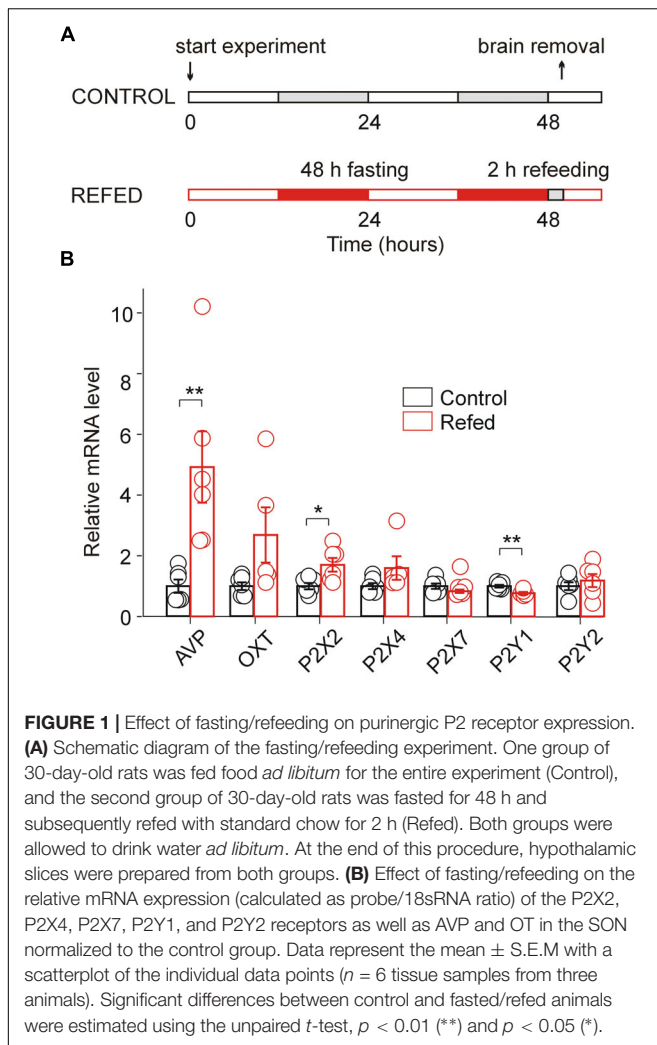 A
start experiment
brain removal
CONTROL
0
24
48
48 h fasting
2 h refeeding
REFED
0
24
48
Time (hours)
B
10
8
6
4
2
0
Relative mRNA level
**
*
**
Control
Refed
AVP
OXT
P2X2
P2X4
P2X7
P2Y1
P2Y2
FIGURE 1 | Effect of fasting/refeeding on purinergic P2 receptor expression.
(A) Schematic diagram of the fasting/refeeding experiment. One group of
30-day-old rats was fed food ad libitum for the entire experiment (Control),
and the second group of 30-day-old rats was fasted for 48 h and
subsequently refed with standard chow for 2 h (Refed). Both groups were
allowed to drink water ad libitum. At the end of this procedure, hypothalamic
slices were prepared from both groups. (B) Effect of fasting/refeeding on the
relative mRNA expression (calculated as probe/18sRNA ratio) of the P2X2,
P2X4, P2X7, P2Y1, and P2Y2 receptors as well as AVP and OT in the SON
normalized to the control group. Data represent the mean ± S.E.M with a
scatterplot of the individual data points (n = 6 tissue samples from three
animals). Significant differences between control and fasted/refed animals
were estimated using the unpaired t-test, p < 0.01 (**) and p < 0.05 (*).